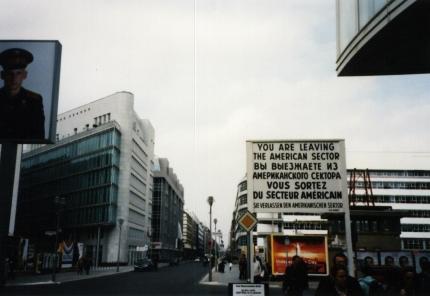 YOU ARE LEAVING
THE AMERICAN SECTOR
ВЫ ВЫЕЗЖАЕТЕ ИЗ
АМЕРИКАНСКОГО СЕКТОРА
VOUS SORTEZ
DU SECTEUR AMÉRICAIN
SIE VERLASSEN DEN AMERIKANISCHEN SEKTOR